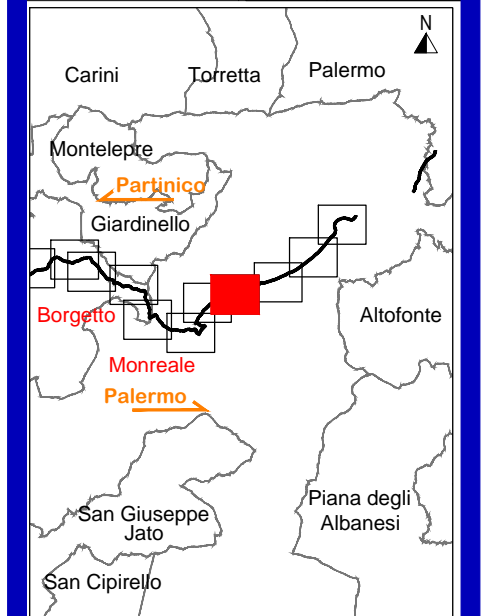 N
Carini
Torretta
Palermo
Montelepre
Partinico
Giardinello
Borgetto
Altofonte
Monreale
Palermo
Piana degli
Albanesi
San Giuseppe
Jato
San Cipirello